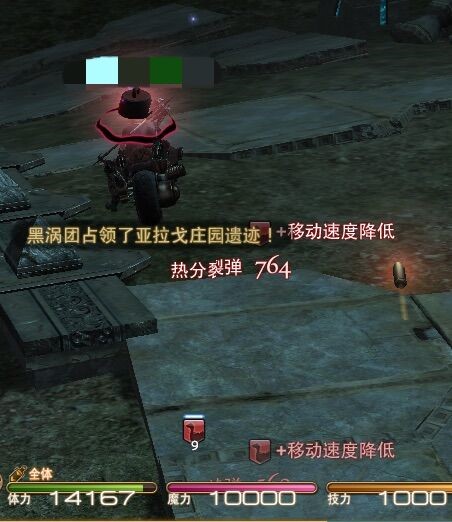 黑涡团占领了亚拉戈庄园遗迹！
+移动速度降低
热分裂弹 764
9
+移动速度降低
全体
体力 14167 魔力 10000 技力 1000